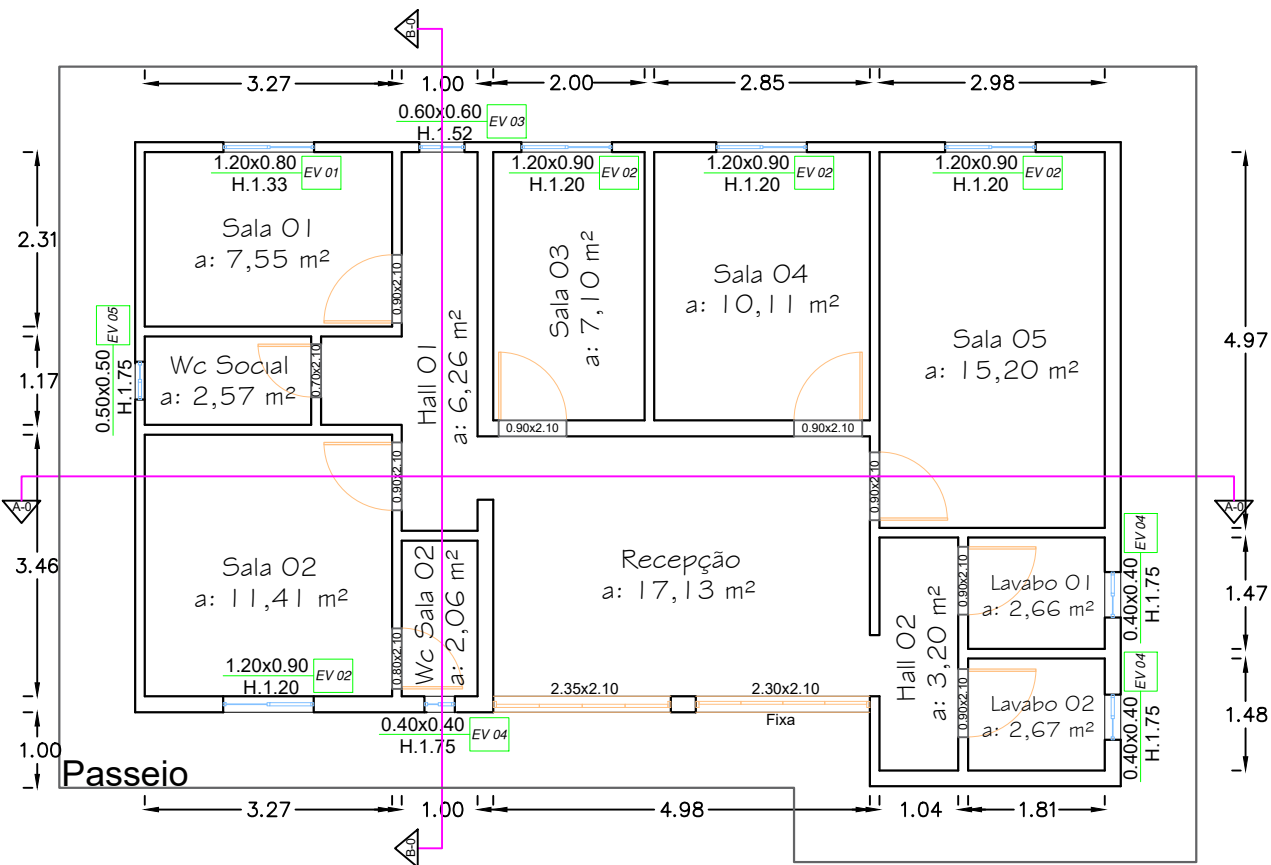 B-0
3.27
1.00
2.00
2.85
2.98
0.60x0.60
H.1.52
EV 03
1.20x0.80
H.1.33
EV 01
1.20x0.90
H.1.20
EV 02
1.20x0.90
H.1.20
EV 02
1.20x0.90
H.1.20
EV 02
2.31
Sala 01
a: 7,55 m²
0.90x2.10
Sala 03
a: 7,10 m²
Sala 04
a: 10,11 m²
Sala 05
a: 15,20 m²
4.97
EV 05
0.50x0.50
H.1.75
1.17
Wc Social
a: 2,57 m²
0.70x2.10
Hall 01
a: 6,26 m²
0.90x2.10
0.90x2.10
0.90x2.10
0.90x2.10
A-0
A-0
3.46
Sala 02
a: 11,41 m²
Wc Sala 02
a: 2,06 m²
0.80x2.10
Recepção
a: 17,13 m²
Hall 02
a: 3,20 m²
0.90x2.10
Lavabo 01
a: 2,66 m²
0.40x0.40
H.1.75
EV 04
1.47
0.90x2.10
Lavabo 02
a: 2,67 m²
0.40x0.40
H.1.75
EV 04
1.48
1.20x0.90
H.1.20
EV 02
2.35x2.10
2.30x2.10
Fixa
0.40x0.40
H.1.75
EV 04
1.00
Passeio
3.27
1.00
4.98
1.04
1.81
B-0